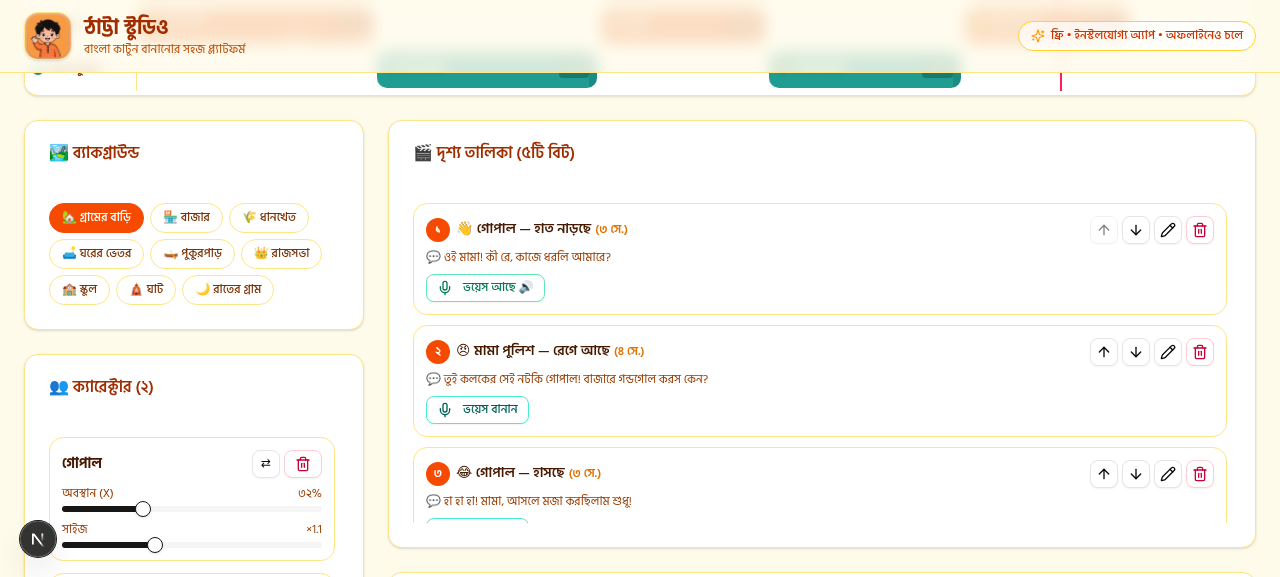 ঠাট্টা স্টুডিও
বাংলা কার্টুন বানানোর সহজ প্ল্যাটফর্ম
ফ্রি • ইনস্টলযোগ্য অ্যাপ • অফলাইনেও চলে
🏞️ ব্যাকগ্রাউন্ড
🏡 গ্রামের বাড়ি
🏪 বাজার
🌾 ধানখেত
🛋️ ঘরের ভেতর
🛶 পুকুরপাড়
👑 রাজসভা
🏫 স্কুল
🛕 ঘাট
🌙 রাতের গ্রাম
👥 ক্যারেক্টার (২)
গোপাল
অবস্থান (X)
৩২%
সাইজ
×1.1
N
🎬 দৃশ্য তালিকা (৫টি বিট)
১ 👋 গোপাল — হাত নাড়ছে (৩ সে.)
💬 ওই মামা! কী রে, কাজে ধরলি আমারে?
ভয়েস আছে 🔊
২ 😠 মামা পুলিশ — রেগে আছে (৪ সে.)
💬 তুই কলকের সেই নটকি গোপাল! বাজারে গন্ডগোল করস কেন?
ভয়েস বানান
৩ 😂 গোপাল — হাসছে (৩ সে.)
💬 হা হা হা! মামা, আসলে মজা করছিলাম শুধু!